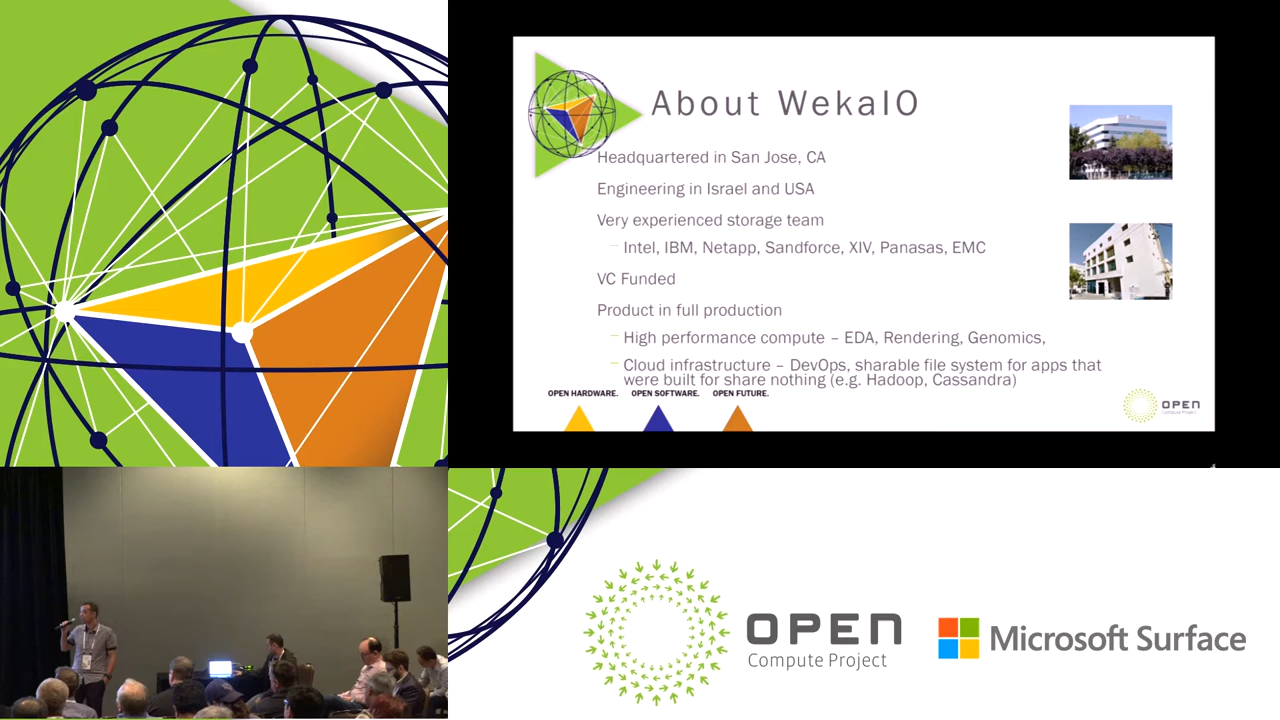 About WekaIO
Headquartered in San Jose, CA
Engineering in Israel and USA
Very experienced storage team
– Intel, IBM, Netapp, Sandforce, XIV, Panasas, EMC
VC Funded
Product in full production
– High performance compute – EDA, Rendering, Genomics,
– Cloud infrastructure – DevOps, sharable file system for apps that
were built for share nothing (e.g. Hadoop, Cassandra)
OPEN HARDWARE. OPEN SOFTWARE. OPEN FUTURE.
OPEN
Compute Project
OPEN
Compute Project
Microsoft Surface